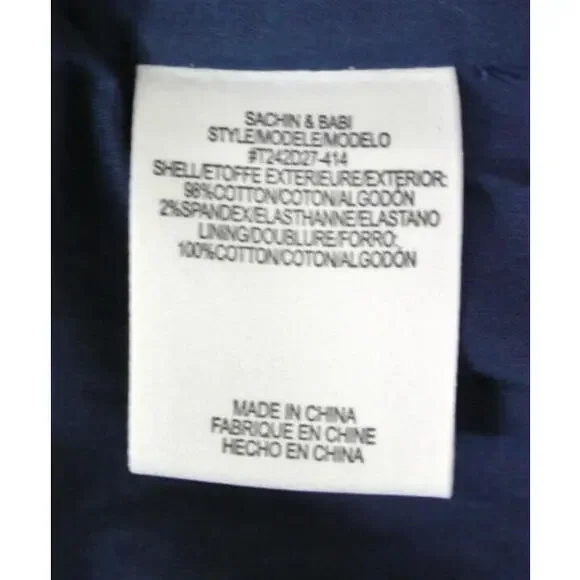 SACHIN & BABI
STYLE/MODELE/MODELO
#T242D27-414
SHELL/ETOFFE EXTERIEURE/EXTERIOR:
98%COTTON/COTON/ALGODÓN
2%SPANDEX/ELASTHANNE/ELASTANO
LINING/DOUBLURE/FORRO:
100%COTTON/COTON/ALGODÓN
MADE IN CHINA
FABRIQUE EN CHINE
HECHO EN CHINA